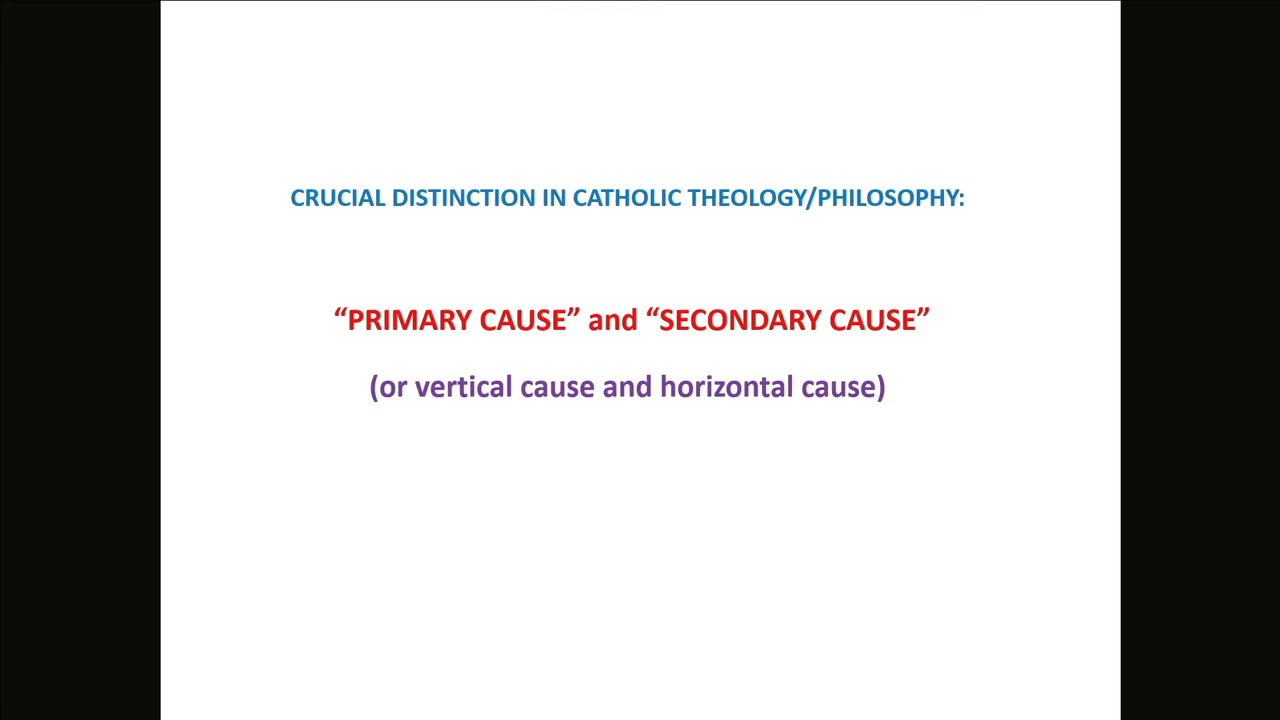 CRUCIAL DISTINCTION IN CATHOLIC THEOLOGY/PHILOSOPHY:
“PRIMARY CAUSE” and “SECONDARY CAUSE”
(or vertical cause and horizontal cause)